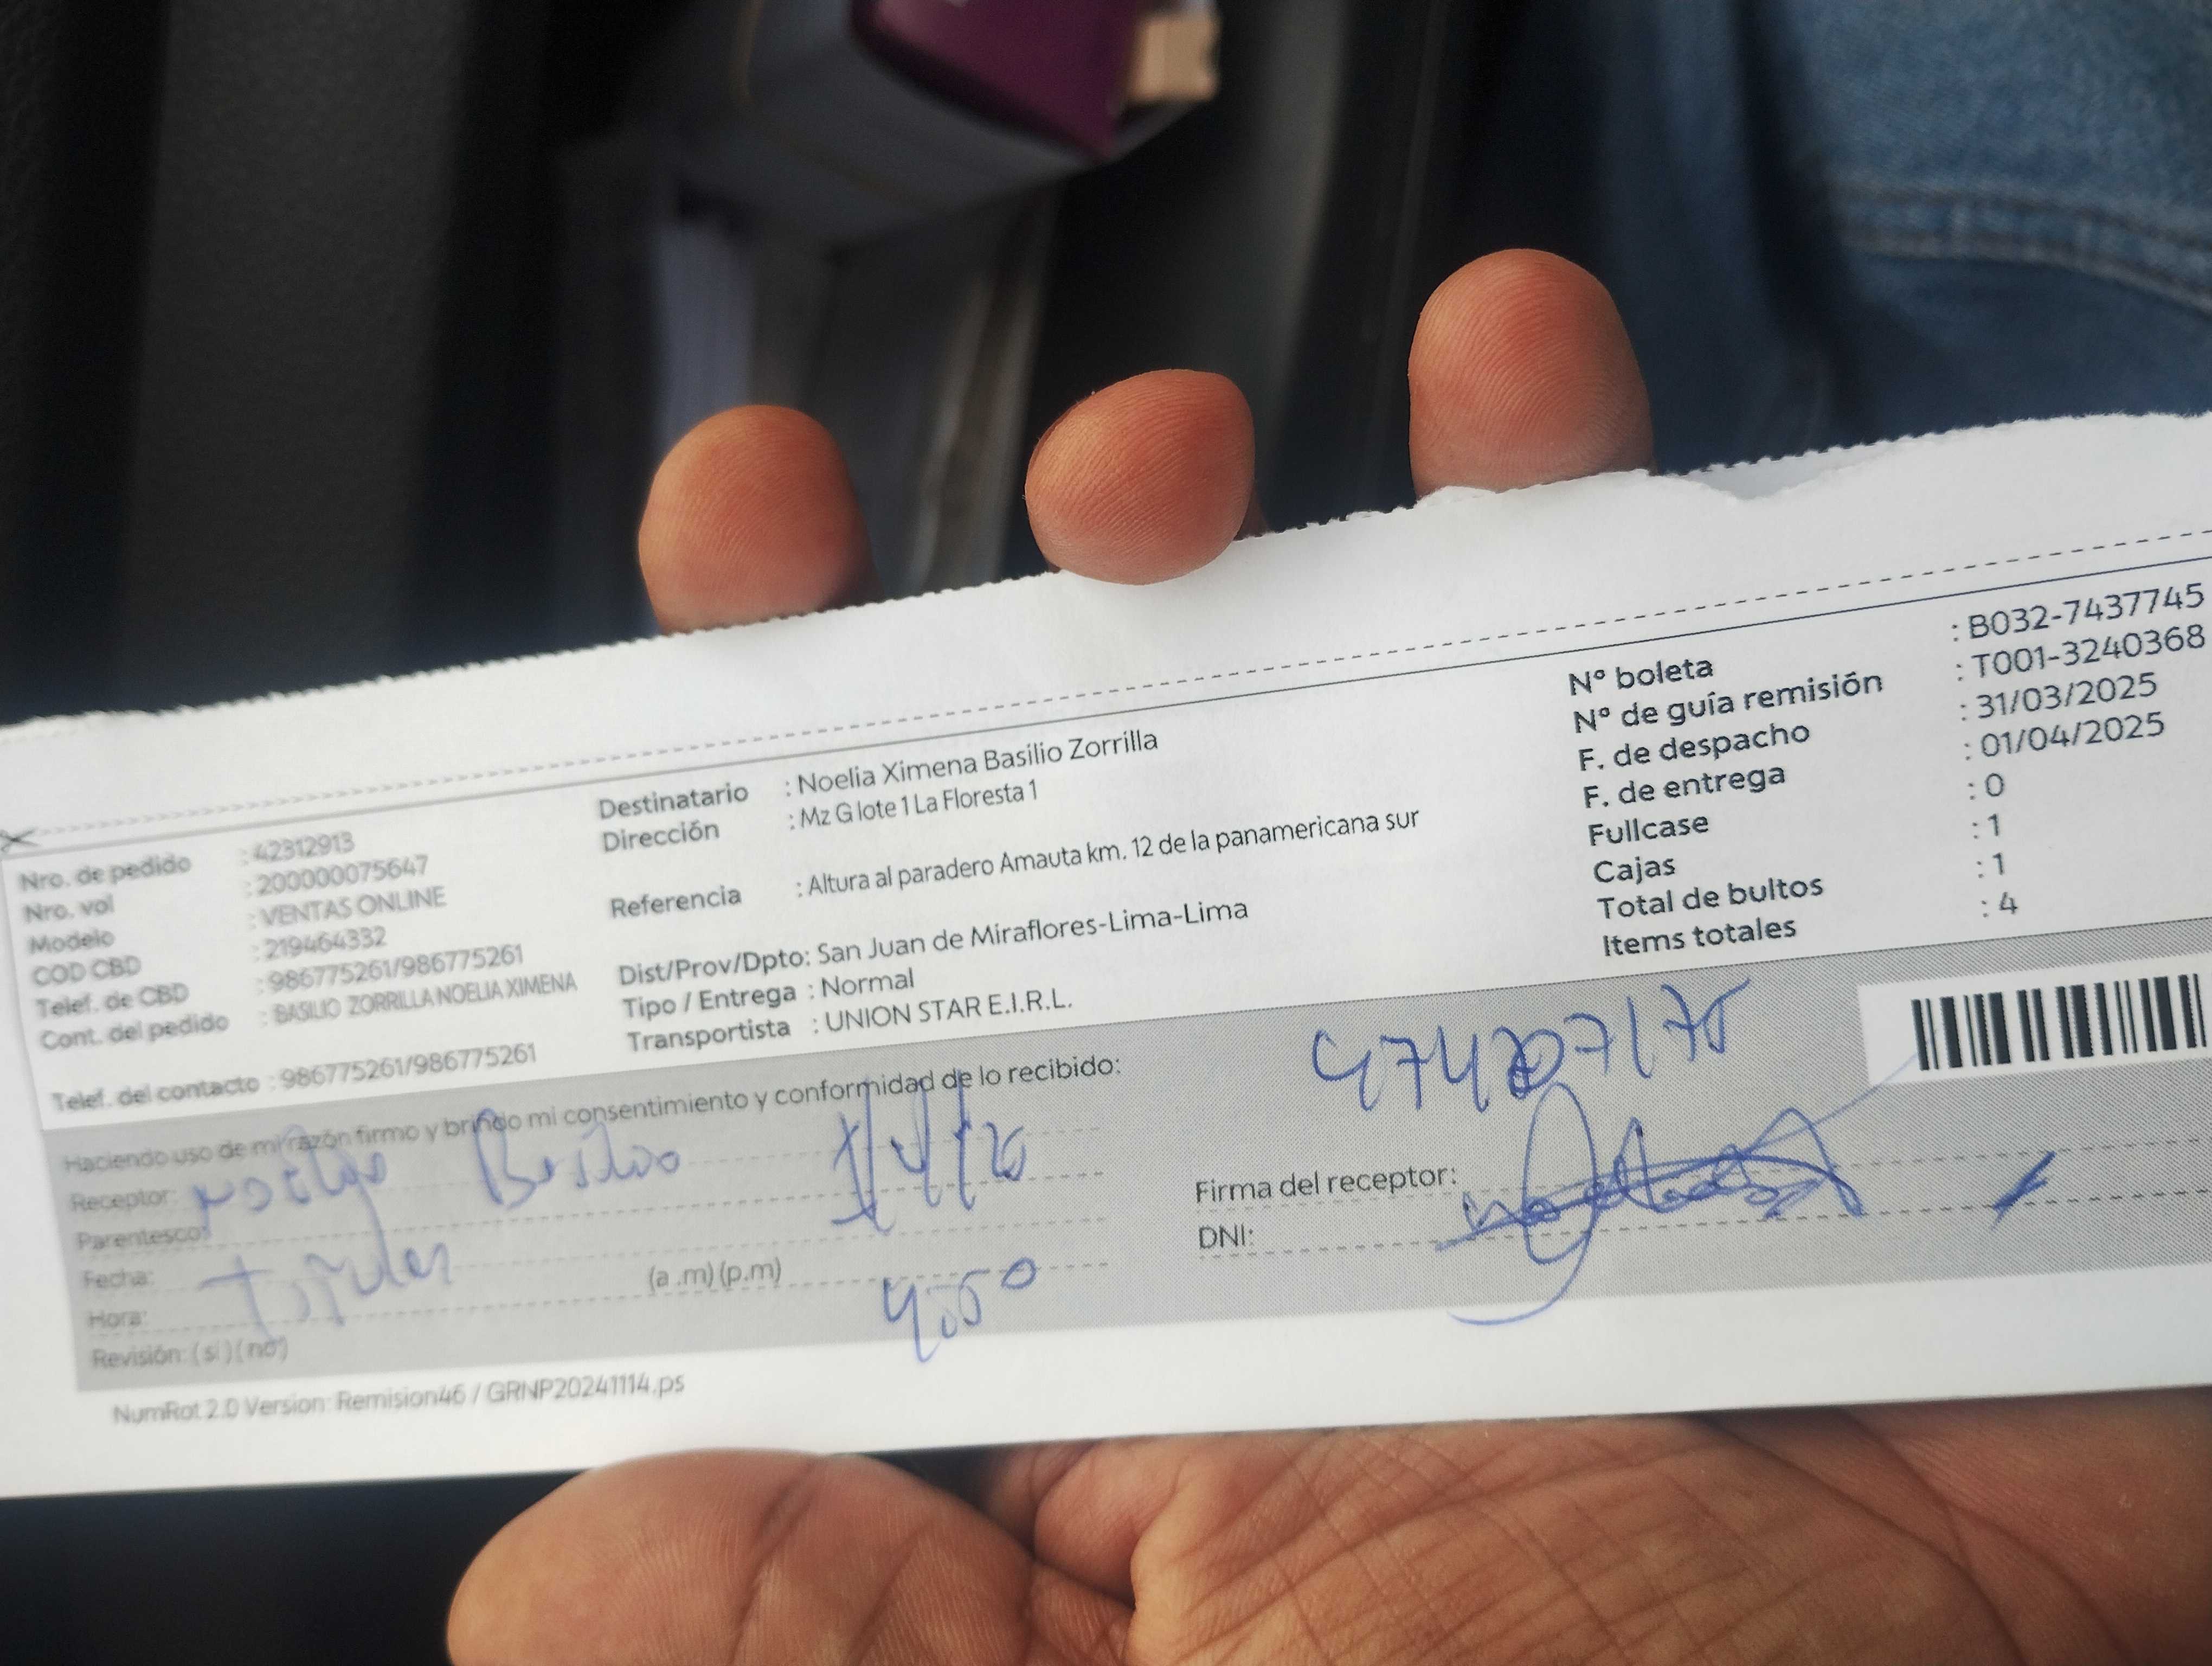 Nro. de pedido : 42312913
Nro. vol : 200000075647
Modelo : VENTAS ONLINE
COD CBD : 219464332
Telef. de CBD : 986775261/986775261
Cont. del pedido : BASILIO ZORRILLA NOELIA XIMENA
Telef. del contacto : 986775261/986775261
Destinatario : Noelia Ximena Basilio Zorrilla
Dirección : Mz G lote 1 La Floresta 1
Referencia : Altura al paradero Amauta km. 12 de la panamericana sur
Dist/Prov/Dpto: San Juan de Miraflores-Lima-Lima
Tipo / Entrega : Normal
Transportista : UNION STAR E.I.R.L.
N° boleta : B032-7437745
N° de guía remisión : T001-3240368
F. de despacho : 31/03/2025
F. de entrega : 01/04/2025
Fullcase : 0
Cajas : 1
Total de bultos : 1
Items totales : 4
Haciendo uso de mi razón firmo y brindo mi consentimiento y conformidad de lo recibido:
Receptor: Basilio
Parentesco:
Fecha:
Hora: (a .m) (p.m)
Revisión: ( si ) ( no )
Firma del receptor:
DNI:
NumRot 2.0 Version: Remision46 / GRNP20241114.ps